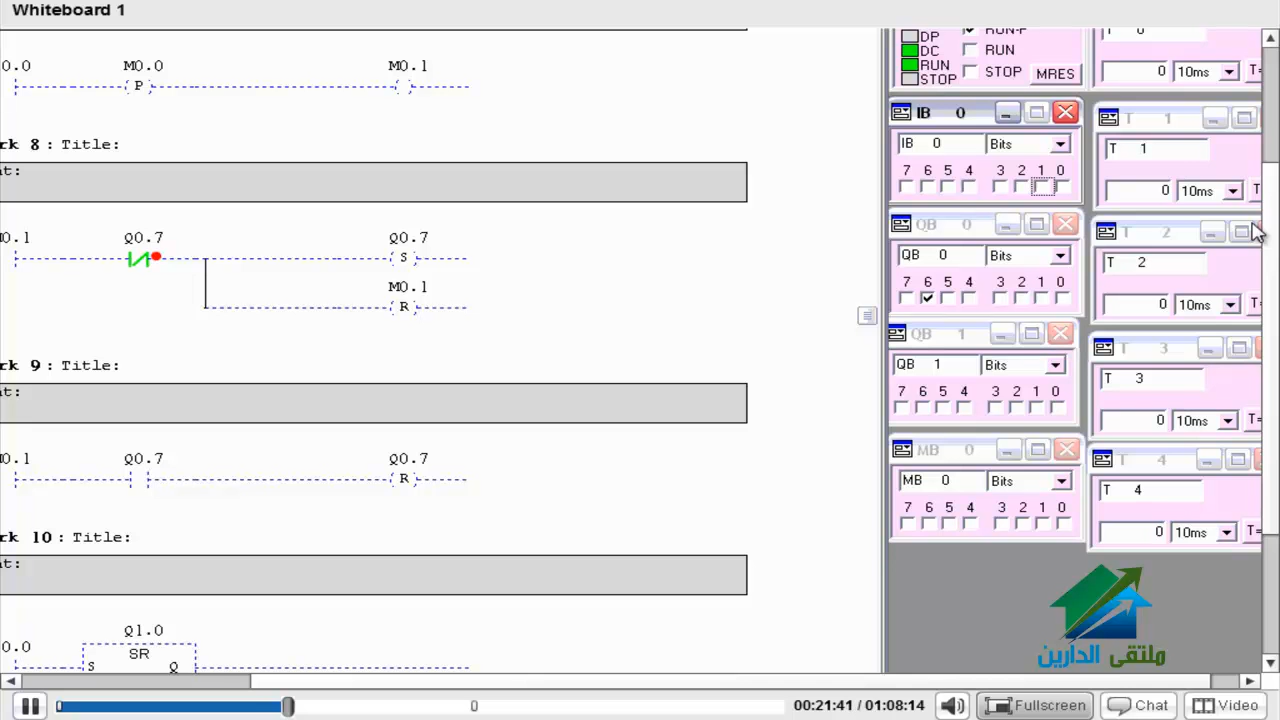 Whiteboard 1
0.0 M0.0 M0.1
P
rk 8 : Title:
t:
0.1 Q0.7 Q0.7
S
M0.1
R
rk 9 : Title:
t:
0.1 Q0.7 Q0.7
R
rk 10 : Title:
t:
Q1.0
0.0 SR
S Q
DP RUN-P
DC RUN
RUN
STOP STOP MRES
IB 0
IB 0 Bits
7 6 5 4 3 2 1 0
QB 0
QB 0 Bits
7 6 5 4 3 2 1 0
QB 1
QB 1 Bits
7 6 5 4 3 2 1 0
MB 0
MB 0 Bits
7 6 5 4 3 2 1 0
T 0
0 10ms T=
T 1
T 1
0 10ms T
T 2
T 2
0 10ms T=
T 3
T 3
0 10ms T=
T 4
T 4
0 10ms T=
ملتقى الدارين
0 00:21:41 / 01:08:14 Fullscreen Chat Video